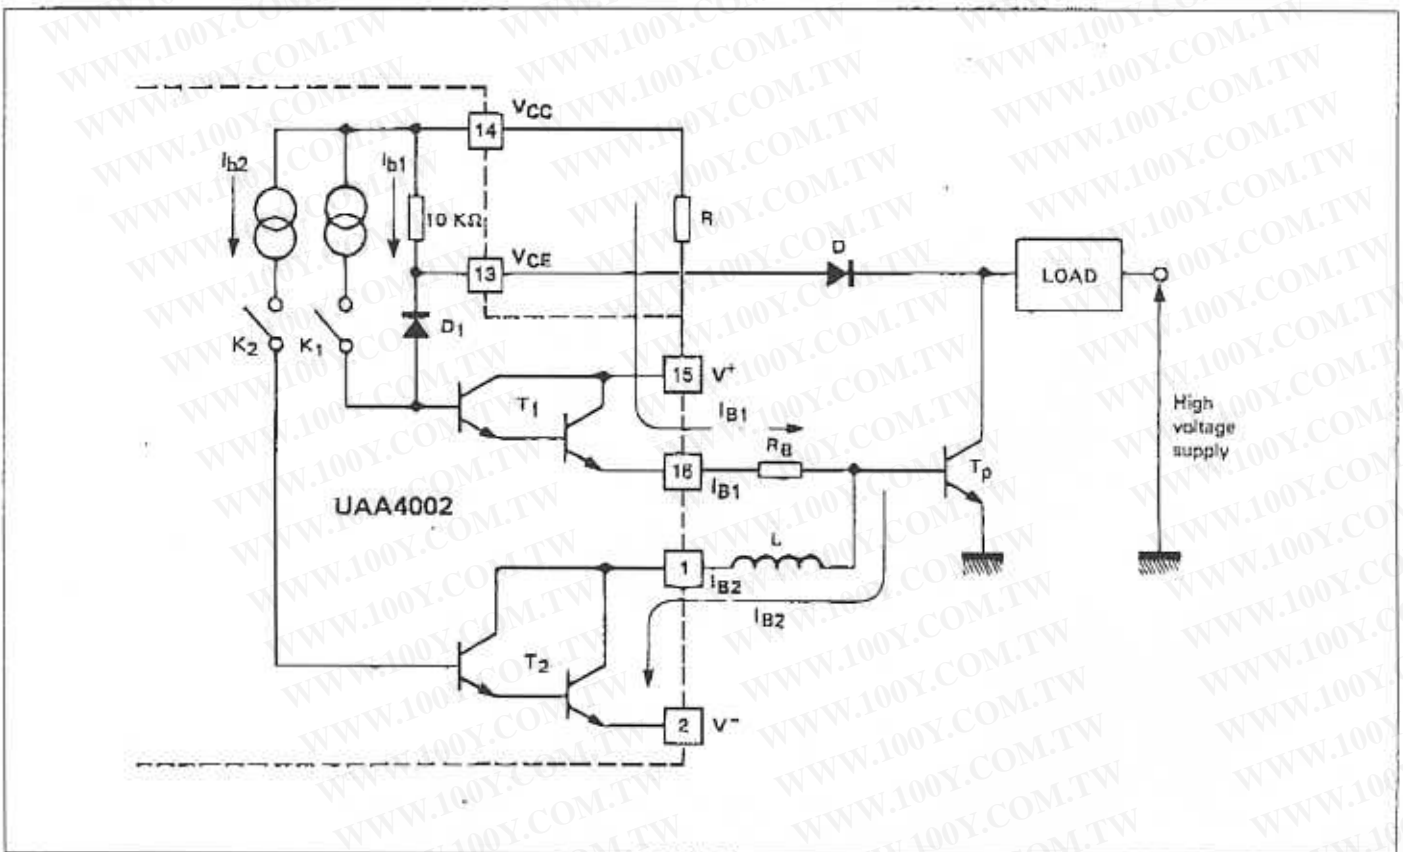 VCC
14
Ib2
Ib1
10 KΩ
R
VCE
13
D
LOAD
K2
K1
D1
15
V+
T1
IB1
High
voltage
supply
RB
16
IB1
Tp
UAA4002
L
1
IB2
IB2
T2
2
V-
WWW.100Y.COM.TW